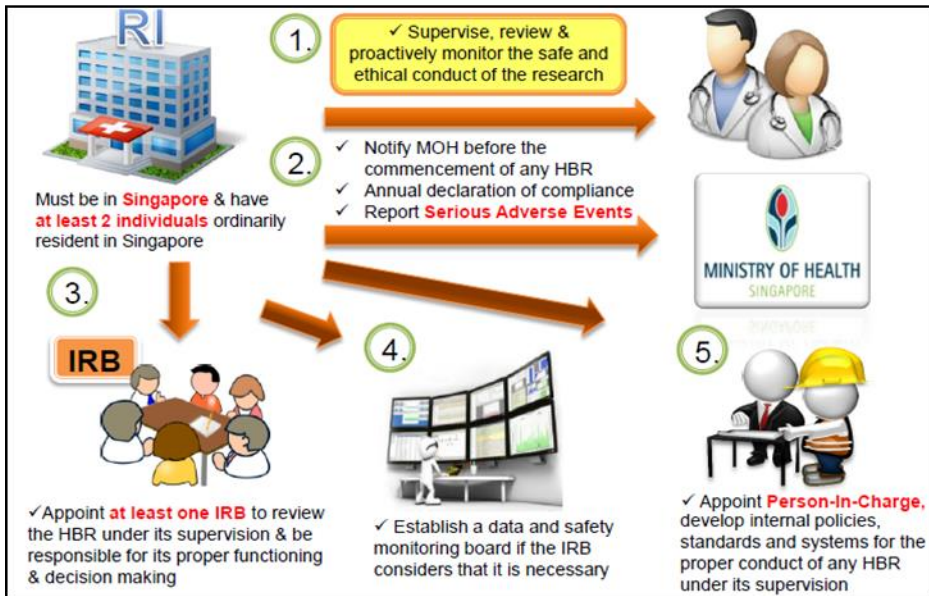 RI
Must be in Singapore & have
at least 2 individuals ordinarily
resident in Singapore
1.
✓ Supervise, review &
proactively monitor the safe and
ethical conduct of the research
2.
✓ Notify MOH before the
commencement of any HBR
✓ Annual declaration of compliance
✓ Report Serious Adverse Events
MINISTRY OF HEALTH
SINGAPORE
3.
IRB
✓Appoint at least one IRB to review
the HBR under its supervision & be
responsible for its proper functioning
& decision making
4.
✓ Establish a data and safety
monitoring board if the IRB
considers that it is necessary
5.
✓ Appoint Person-In-Charge,
develop internal policies,
standards and systems for the
proper conduct of any HBR
under its supervision